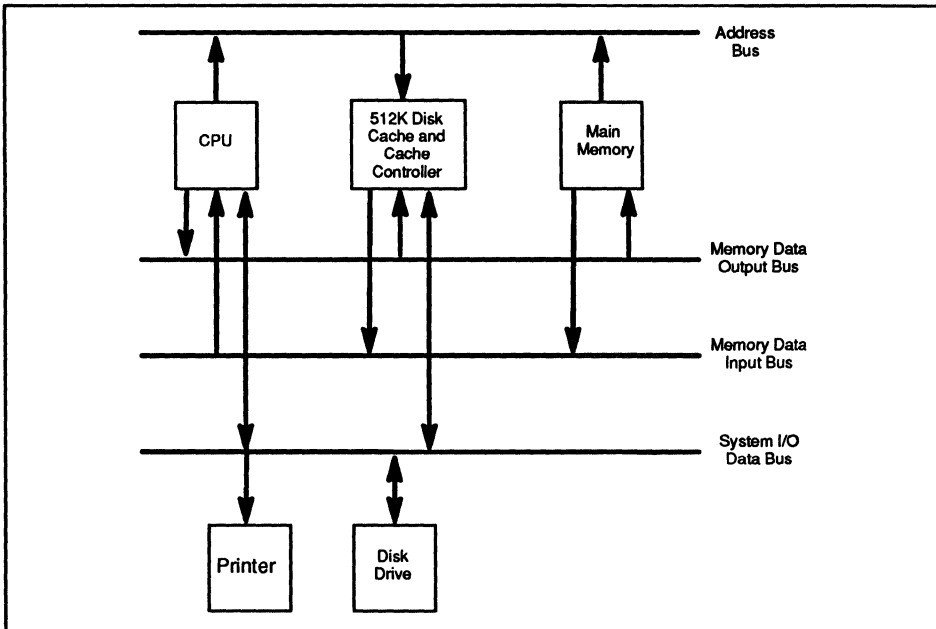 Address
Bus
CPU
512K Disk
Cache and
Cache
Controller
Main
Memory
Memory Data
Output Bus
Memory Data
Input Bus
System I/O
Data Bus
Printer
Disk
Drive